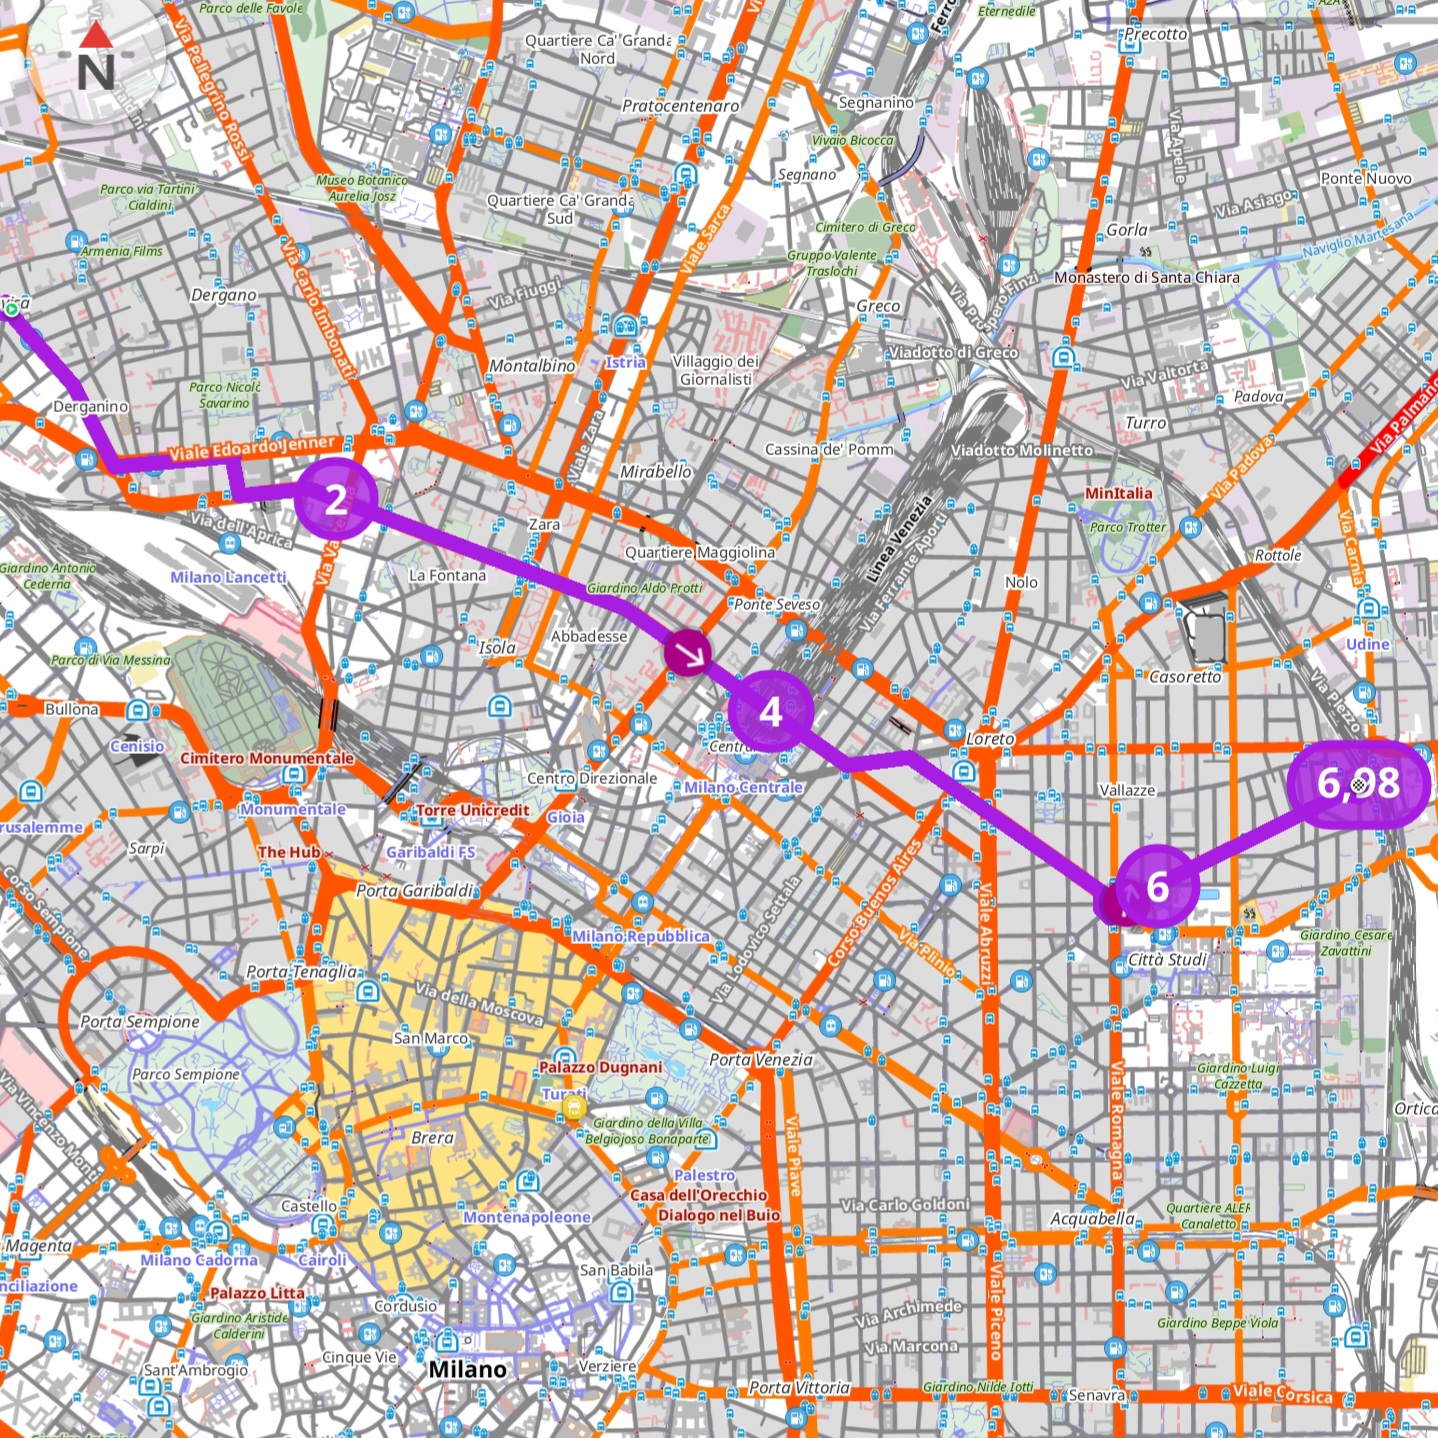 Parco delle Favole
Eternedile
Quartiere Ca' Granda
Nord
Precotto
N
Via Pellegrino Rossi
Pratocentenaro
Segnanino
Vivaio Bicocca
Via Apelle
Segnano
Ponte Nuovo
Museo Botanico
Aurelia Josz
Parco via Tartini
Cialdini
Quartiere Ca' Granda
Sud
Via Asiago
Viale Sarca
Cimitero di Greco
Gorla
Naviglio Martesana
Armenia Films
Gruppo Valente
Traslochi
Monastero di Santa Chiara
Dergano
Via Fiuggi
Greco
Via Carlo Imbonati
Viadotto di Greco
Istria
Montalbino
Villaggio dei
Giornalisti
Via Valtorta
Parco Nicolò
Savarino
Padova
Derganino
Turro
Via Palmano
Viale Zara
Viale Edoardo Jenner
Cassina de' Pomm
Viadotto Molinetto
Mirabello
Via Padova
MinItalia
2
Parco Trotter
Via dell'Aprica
Zara
Linea Venezia
Via Ferrante Aporti
Via Carnia
Quartiere Maggiolina
Rottole
Giardino Antonio
Cederna
Milano Lancetti
La Fontana
Giardino Aldo Protti
Nolo
Ponte Seveso
Abbadesse
Isola
Udine
Parco di Via Messina
Casoretto
Bullona
4
Via Piezzo
Cenisio
Loreto
Cimitero Monumentale
Centro Direzionale
Milano Centrale
Vallazze
6,98
Monumentale
Torre Unicredit
Gioia
rusalemme
Sarpi
The Hub
Garibaldi FS
Porta Garibaldi
6
Corso Sempione
Corso Buenos Aires
Via Lodovico Settala
Viale Abruzzi
Milano Repubblica
Via Plinio
Giardino Cesare
Zavattini
Città Studi
Porta Tenaglia
Via della Moscova
Porta Sempione
San Marco
Porta Venezia
Parco Sempione
Palazzo Dugnani
Turati
Giardino Luigi
Cazzetta
Via Vincenzo Monti
Giardino della Villa
Belgiojoso Bonaparte
Ortica
Brera
Viale Piave
Viale Romagna
Palestro
Casa dell'Orecchio
Dialogo nel Buio
Castello
Montenapoleone
Via Carlo Goldoni
Acquabella
Quartiere ALER
Canaletto
Magenta
Milano Cadorna
Cairoli
San Babila
nciliazione
Palazzo Litta
Cordusio
Viale Piceno
Giardino Aristide
Calderini
Via Archimede
Giardino Beppe Viola
Via Marcona
Cinque Vie
Sant'Ambrogio
Milano
Verziere
Porta Vittoria
Giardino Nilde Iotti
Senavra
Viale Corsica